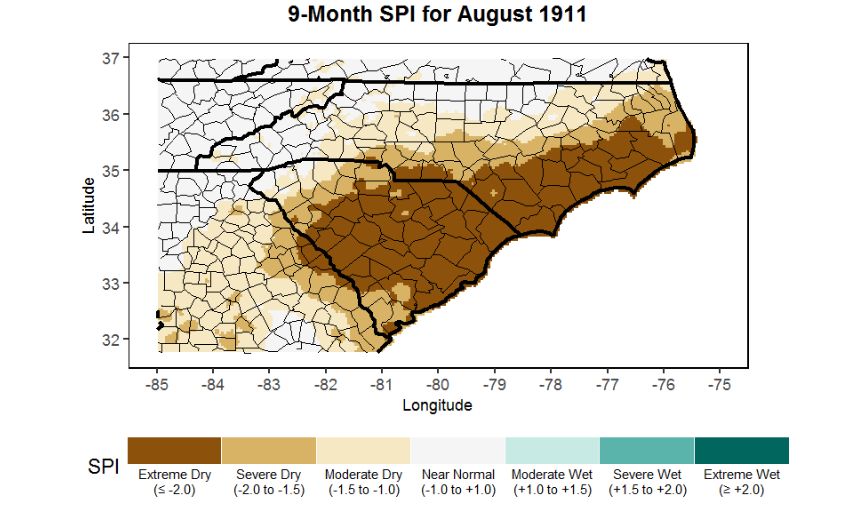 9-Month SPI for August 1911
37
36
35
34
33
32
Latitude
-85 -84 -83 -82 -81 -80 -79 -78 -77 -76 -75
Longitude
SPI
Extreme Dry Severe Dry Moderate Dry Near Normal Moderate Wet Severe Wet Extreme Wet
(≤ -2.0) (-2.0 to -1.5) (-1.5 to -1.0) (-1.0 to +1.0) (+1.0 to +1.5) (+1.5 to +2.0) (≥ +2.0)